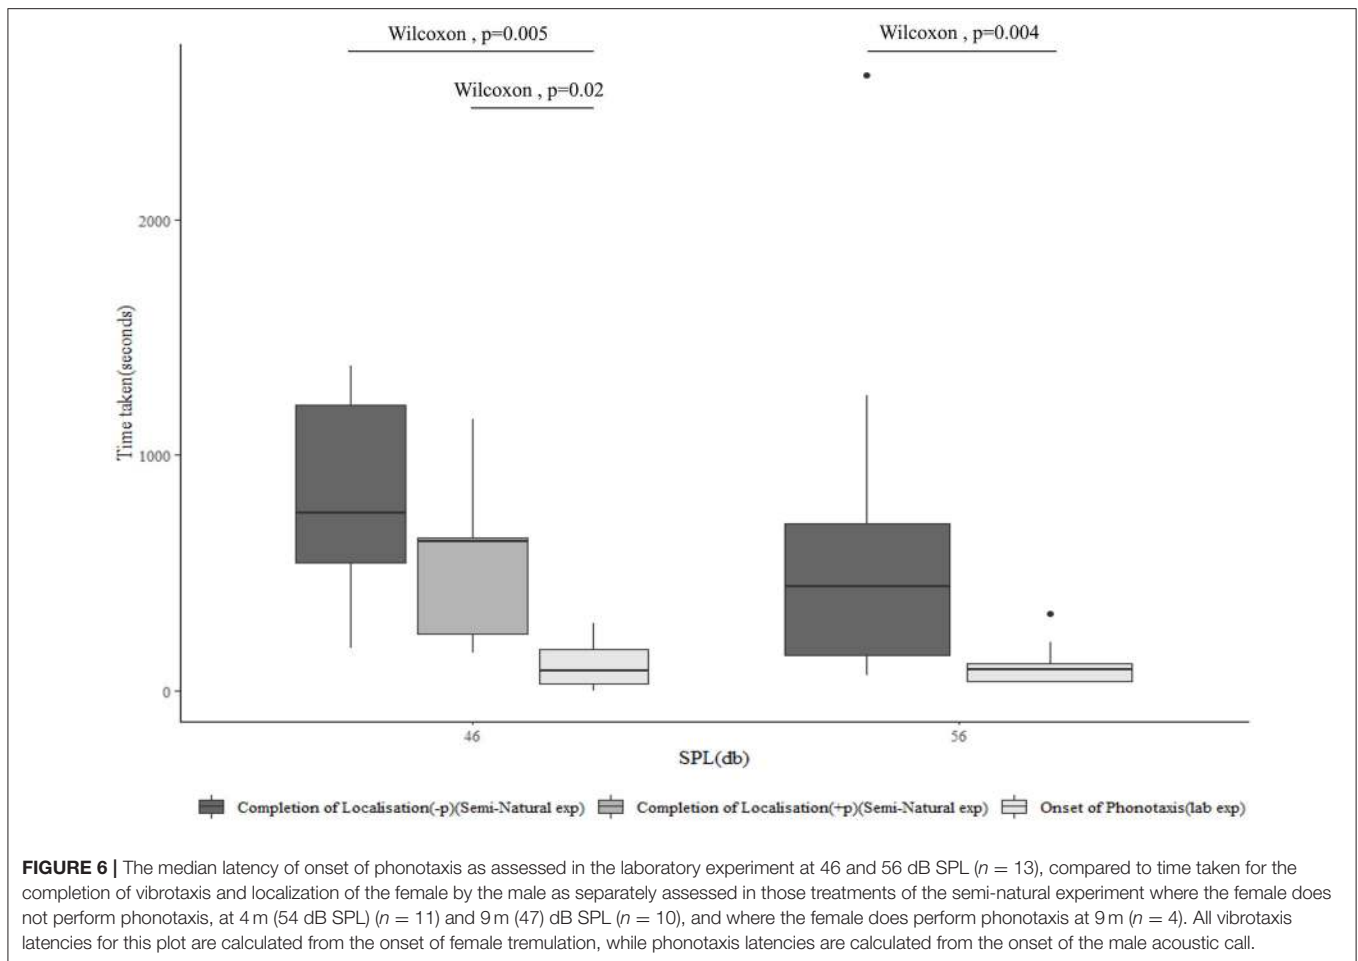 Wilcoxon , p=0.005
Wilcoxon , p=0.004
Wilcoxon , p=0.02
Time taken(seconds)
2000
1000
0
46
56
SPL(db)
Completion of Localisation(-p)(Semi-Natural exp) Completion of Localisation(+p)(Semi-Natural exp) Onset of Phonotaxis(lab exp)
FIGURE 6 | The median latency of onset of phonotaxis as assessed in the laboratory experiment at 46 and 56 dB SPL (n = 13), compared to time taken for the
completion of vibrotaxis and localization of the female by the male as separately assessed in those treatments of the semi-natural experiment where the female does
not perform phonotaxis, at 4 m (54 dB SPL) (n = 11) and 9 m (47) dB SPL (n = 10), and where the female does perform phonotaxis at 9 m (n = 4). All vibrotaxis
latencies for this plot are calculated from the onset of female tremulation, while phonotaxis latencies are calculated from the onset of the male acoustic call.